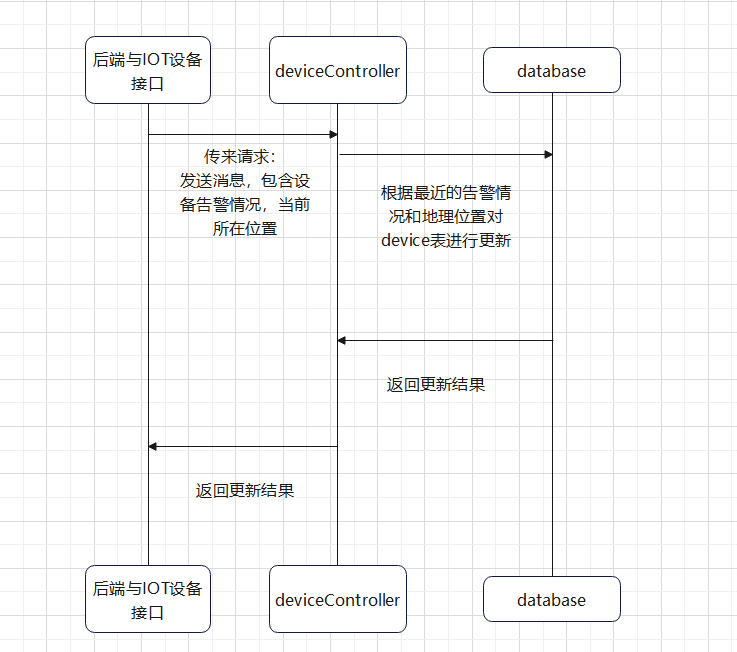 后端与IOT设备
接口
deviceController
database
传来请求：
发送消息，包含设
备告警情况，当前
所在位置
根据最近的告警情
况和地理位置对
device表进行更新
返回更新结果
返回更新结果
后端与IOT设备
接口
deviceController
database